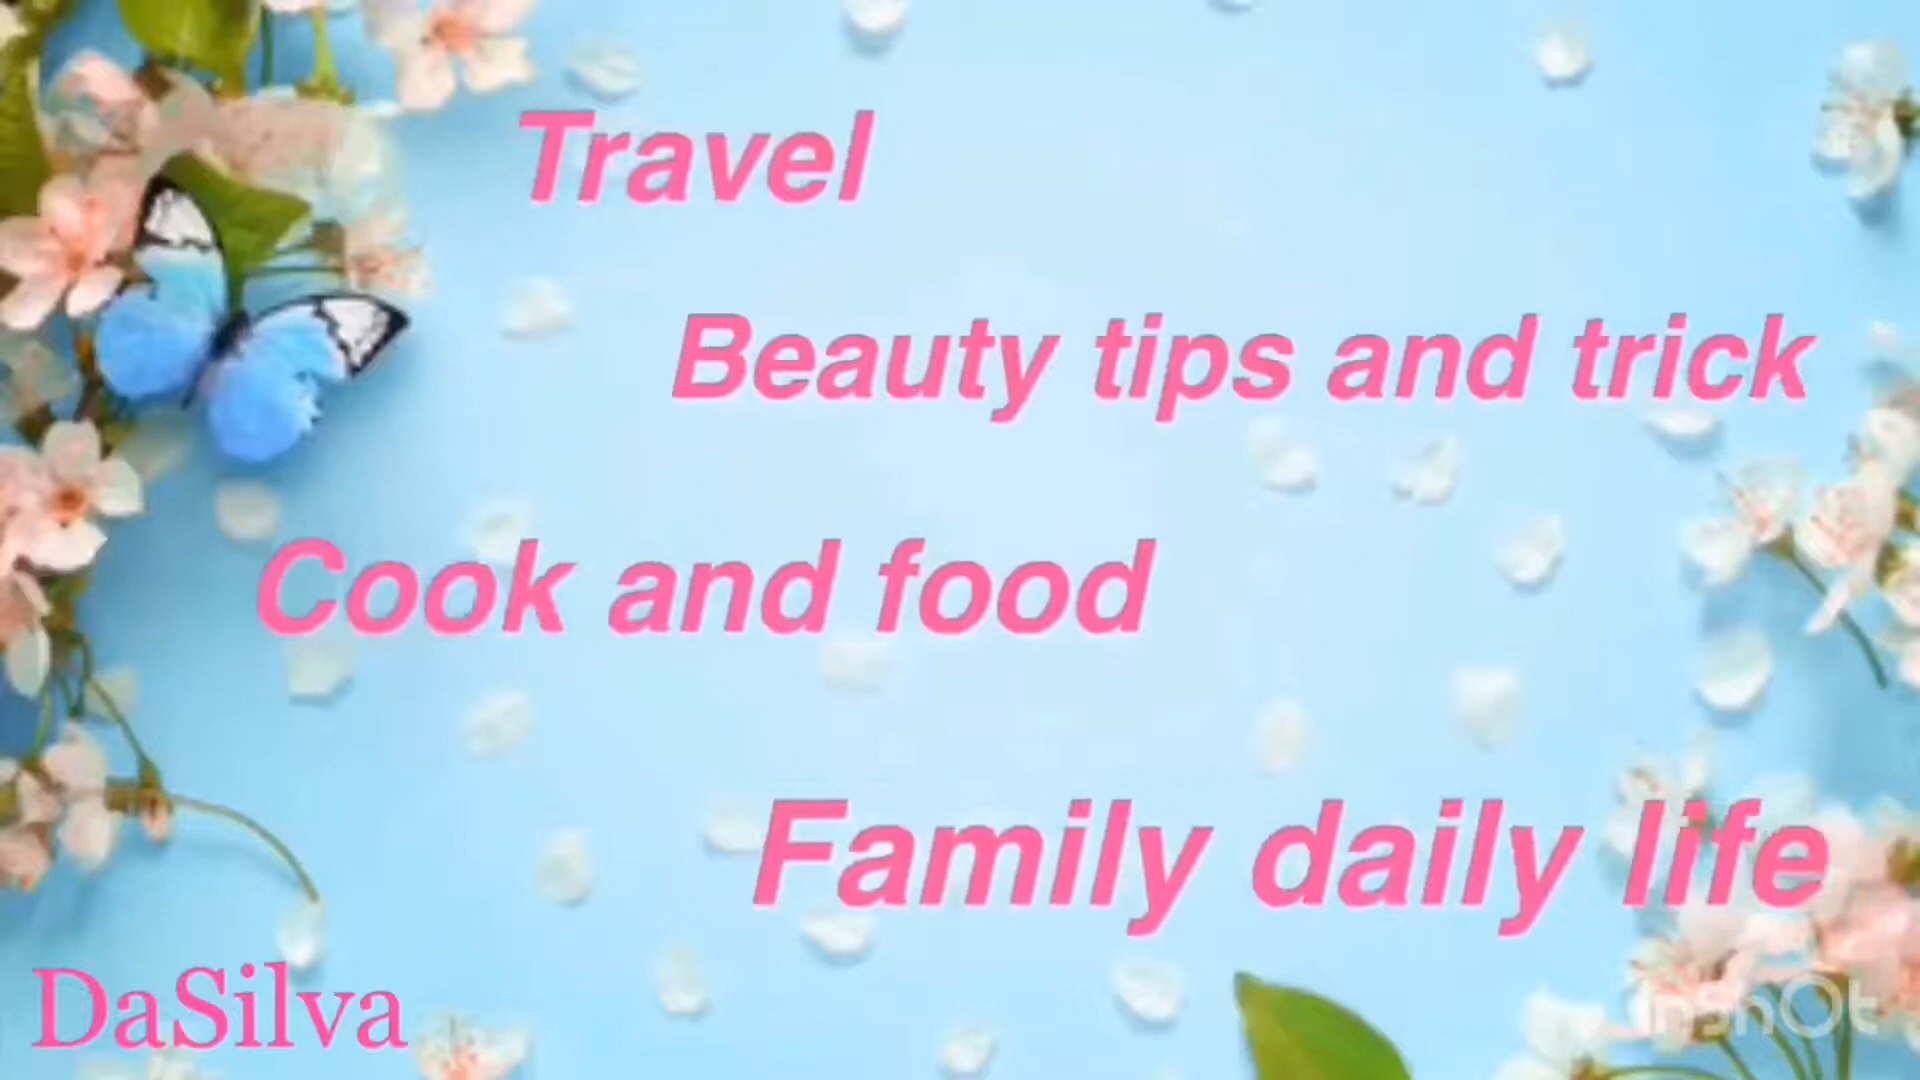 Travel
Beauty tips and trick
Cook and food
Family daily life
DaSilva
InShOt